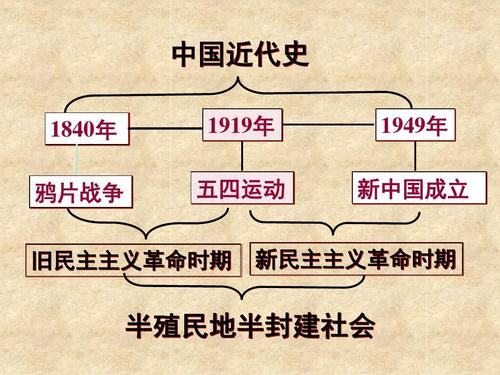 中国近代史
1840年 1919年 1949年
鸦片战争 五四运动 新中国成立
旧民主主义革命时期 新民主主义革命时期
半殖民地半封建社会